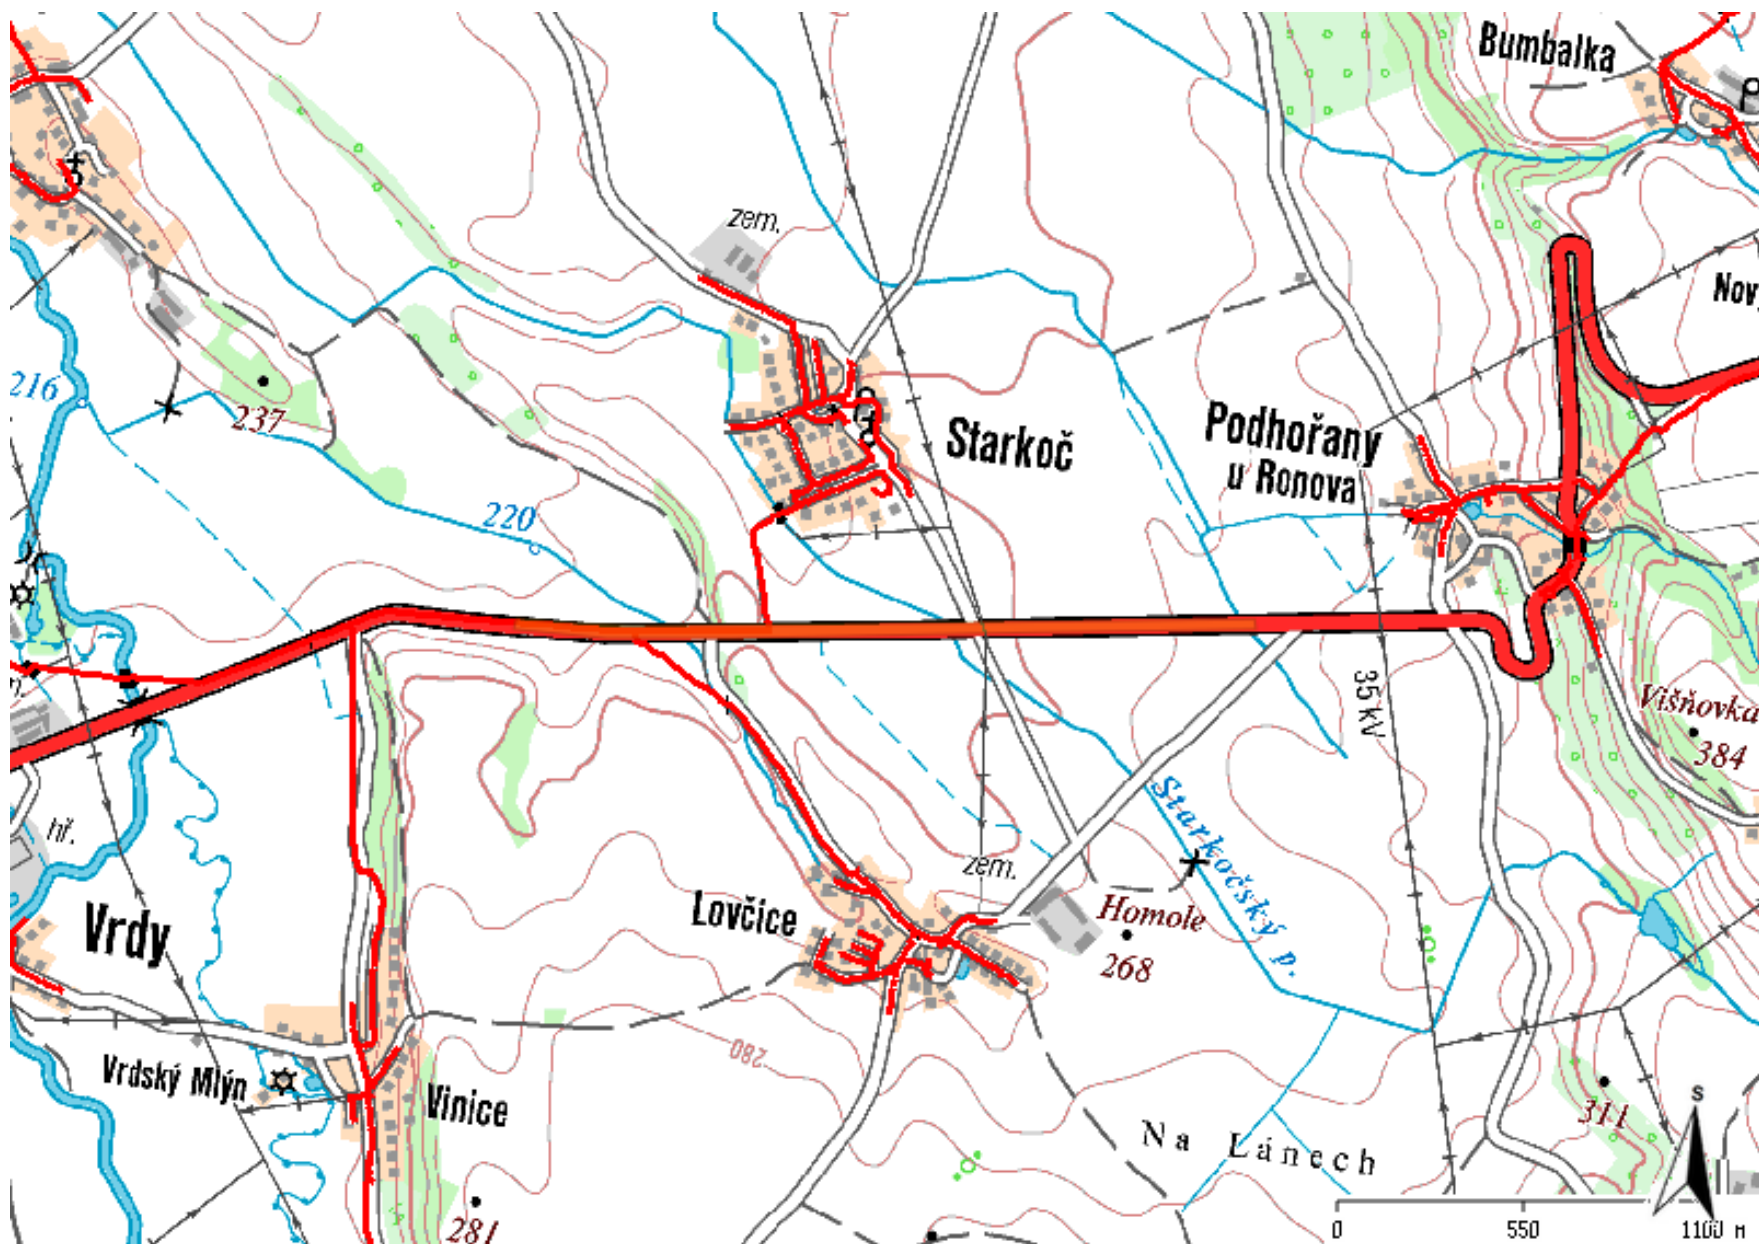 Bumbalka
zem.
Nov
216
237
Starkoč
Podhořany
u Ronova
220
35 kV
Višňovka
384
hř.
Starkočský p.
zem.
Vrdy
Lovčice
Homole
268
280
Vrdský Mlýn
Vinice
311
S
Na Lánech
281
0 550 1100 M